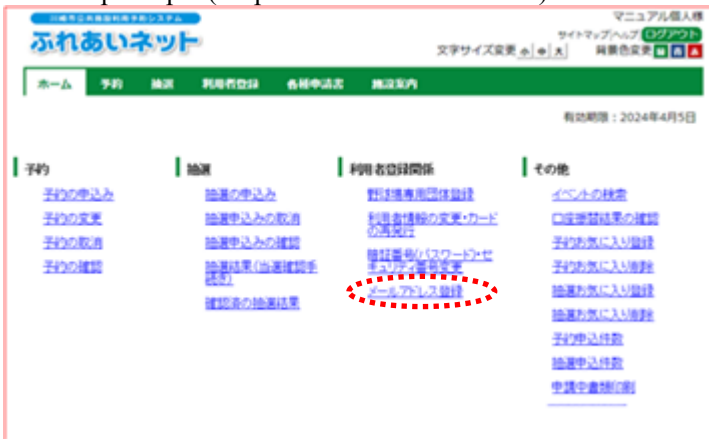 川崎市公共施設利用予約システム
ふれあいネット
マニュアル個人様
サイトマップ|ヘルプ|ログアウト
文字サイズ変更 小 中 大 背景色変更
ホーム 予約 抽選 利用者登録 各種申請書 施設案内
有効期限：2024年4月5日
予約
予約の申込み
予約の変更
予約の取消
予約の確認
抽選
抽選の申込み
抽選申込みの取消
抽選申込みの確認
抽選結果(当選確認手
続き)
確認済の抽選結果
利用者登録関係
野球場専用団体登録
利用者情報の変更・カード
の再発行
暗証番号(パスワード)・セ
キュリティ番号変更
メールアドレス登録
その他
イベントの検索
口座振替結果の確認
予約お気に入り登録
予約お気に入り削除
抽選お気に入り登録
抽選お気に入り削除
予約申込件数
抽選申込件数
申請中書類印刷